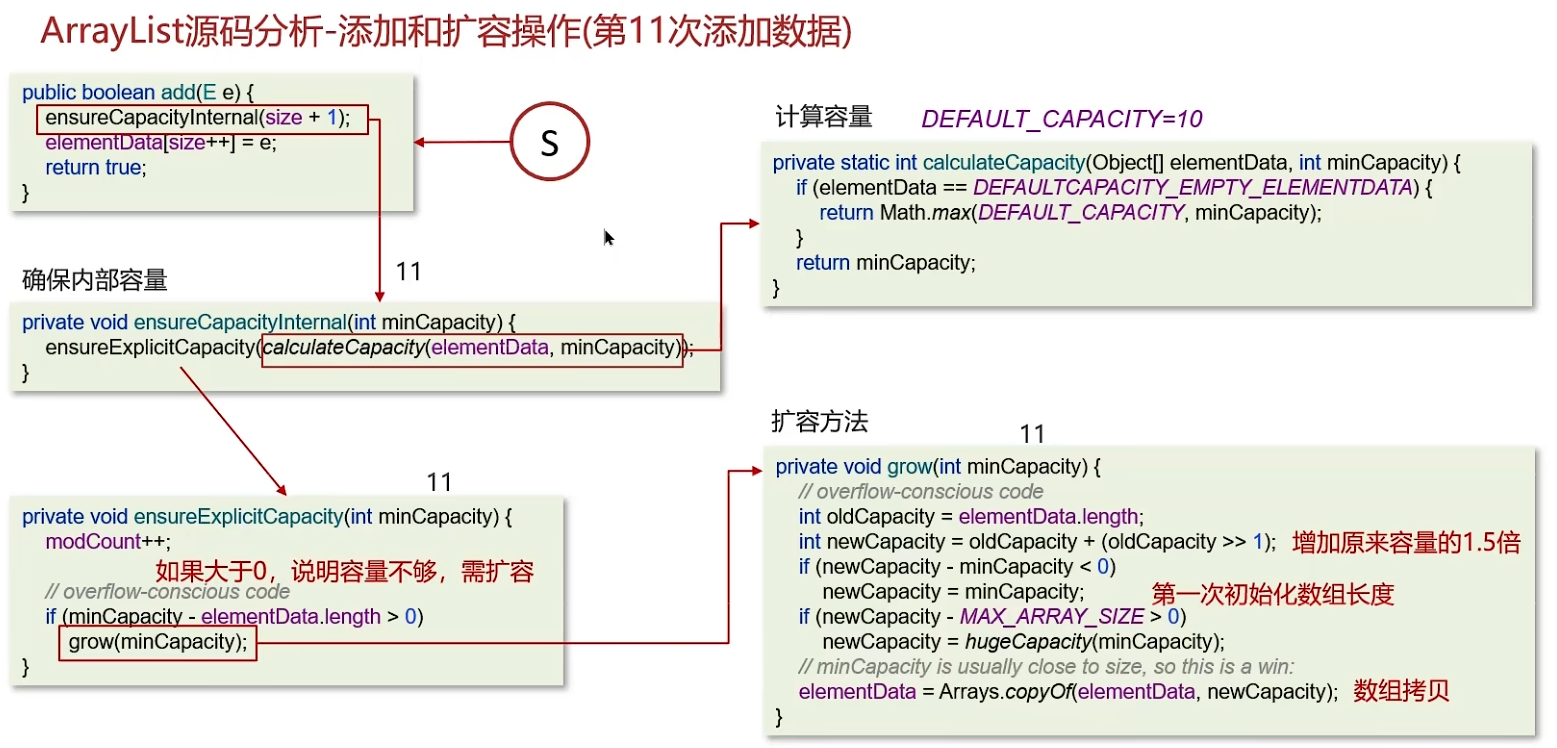 ArrayList源码分析-添加和扩容操作(第11次添加数据)
public boolean add(E e) {
ensureCapacityInternal(size + 1);
elementData[size++] = e;
return true;
}
S
确保内部容量
11
private void ensureCapacityInternal(int minCapacity) {
ensureExplicitCapacity(calculateCapacity(elementData, minCapacity));
}
11
private void ensureExplicitCapacity(int minCapacity) {
modCount++;
如果大于0，说明容量不够，需扩容
// overflow-conscious code
if (minCapacity - elementData.length > 0)
grow(minCapacity);
}
计算容量 DEFAULT_CAPACITY=10
private static int calculateCapacity(Object[] elementData, int minCapacity) {
if (elementData == DEFAULTCAPACITY_EMPTY_ELEMENTDATA) {
return Math.max(DEFAULT_CAPACITY, minCapacity);
}
return minCapacity;
}
扩容方法
11
private void grow(int minCapacity) {
// overflow-conscious code
int oldCapacity = elementData.length;
int newCapacity = oldCapacity + (oldCapacity >> 1); 增加原来容量的1.5倍
if (newCapacity - minCapacity < 0)
newCapacity = minCapacity; 第一次初始化数组长度
if (newCapacity - MAX_ARRAY_SIZE > 0)
newCapacity = hugeCapacity(minCapacity);
// minCapacity is usually close to size, so this is a win:
elementData = Arrays.copyOf(elementData, newCapacity); 数组拷贝
}